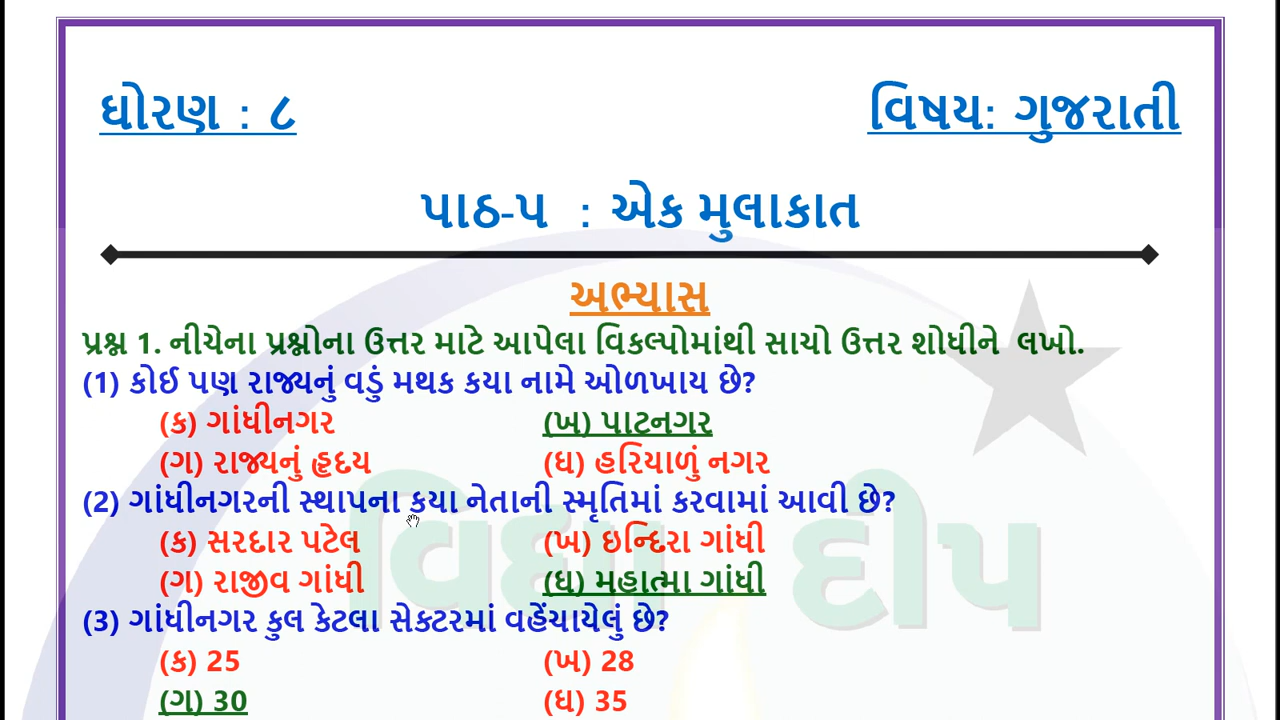 ધોરણ : ૮ વિષય: ગુજરાતી
પાઠ-૫ : એક મુલાકાત
અભ્યાસ
પ્રશ્ન 1. નીચેના પ્રશ્નોના ઉત્તર માટે આપેલા વિકલ્પોમાંથી સાચો ઉત્તર શોધીને લખો.
(1) કોઈ પણ રાજ્યનું વડું મથક કયા નામે ઓળખાય છે?
(ક) ગાંધીનગર (ખ) પાટનગર
(ગ) રાજ્યનું હૃદય (ઘ) હરિયાળું નગર
(2) ગાંધીનગરની સ્થાપના કયા નેતાની સ્મૃતિમાં કરવામાં આવી છે?
(ક) સરદાર પટેલ (ખ) ઇન્દિરા ગાંધી
(ગ) રાજીવ ગાંધી (ઘ) મહાત્મા ગાંધી
વિદ્યા દીપ
(3) ગાંધીનગર કુલ કેટલા સેક્ટરમાં વહેંચાયેલું છે?
(ક) 25 (ખ) 28
(ગ) 30 (ઘ) 35